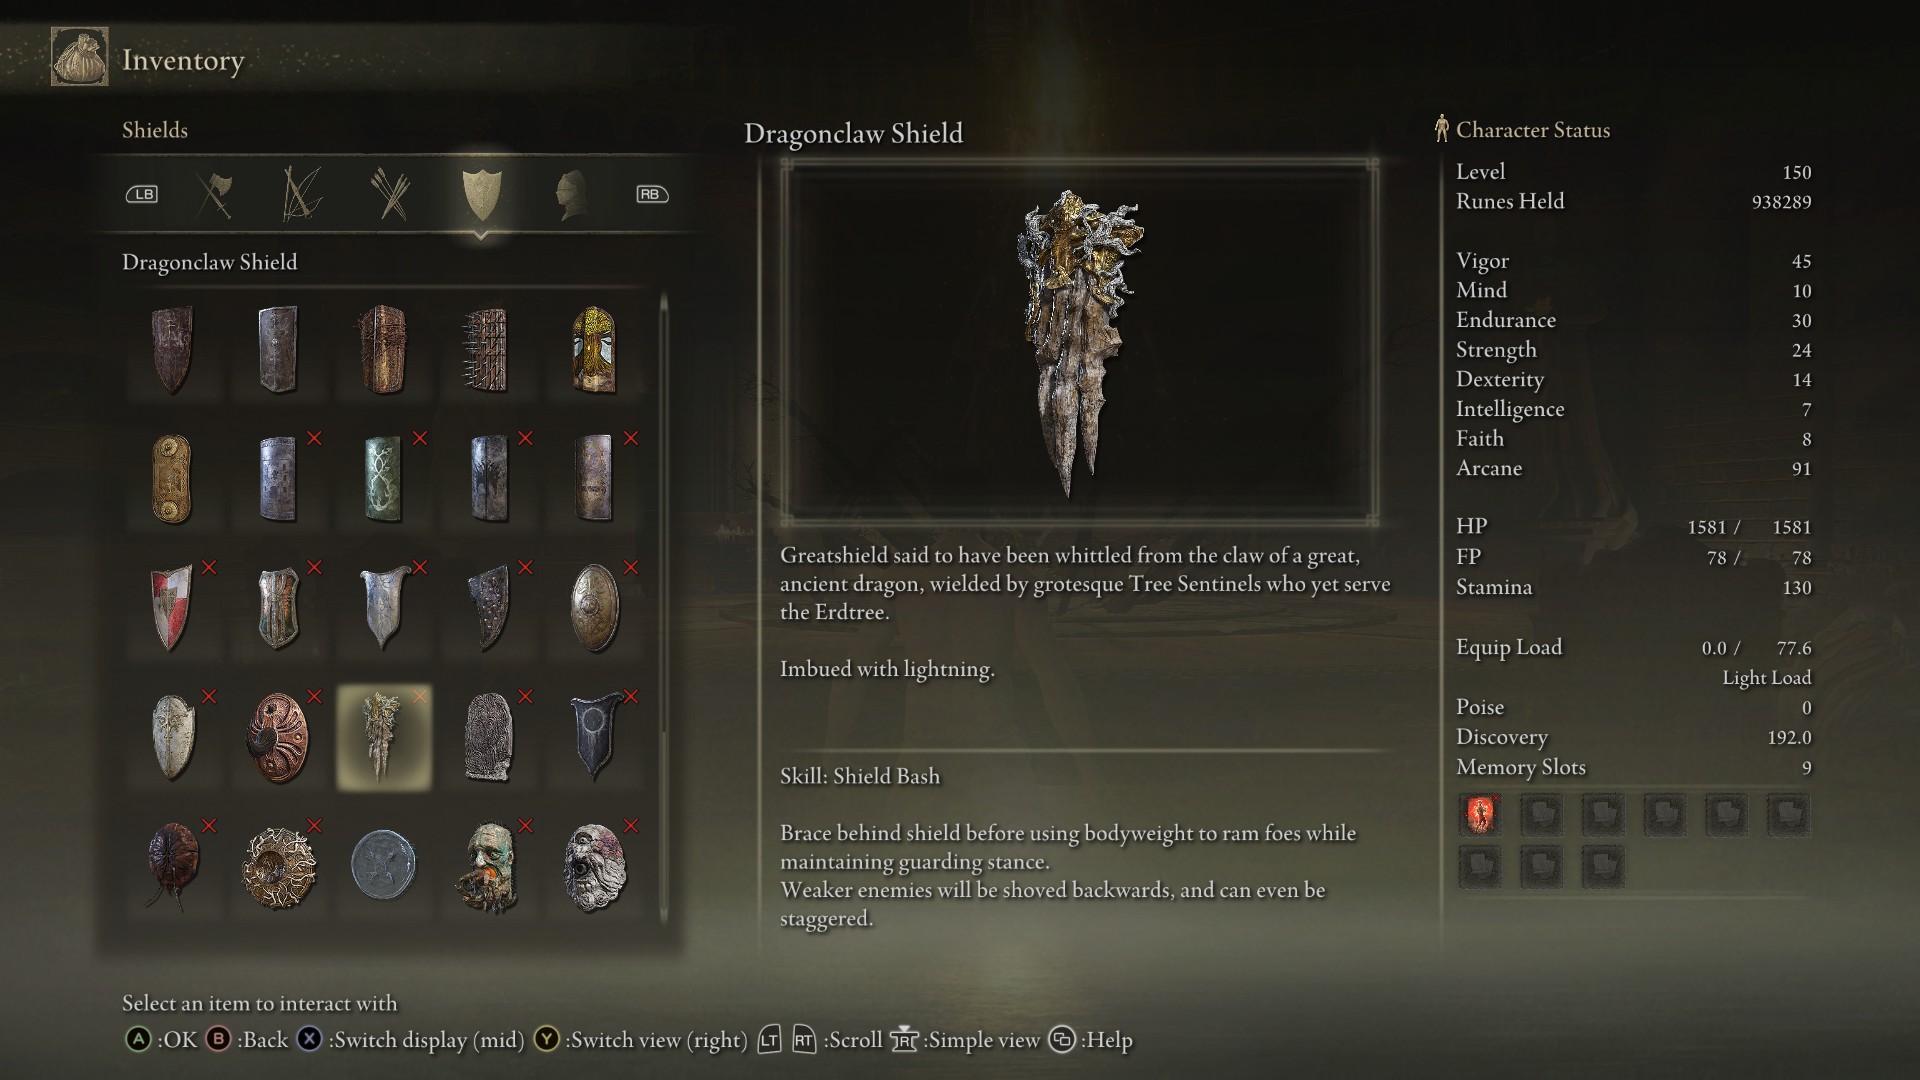 Inventory
Shields
LB
RB
Dragonclaw Shield
Dragonclaw Shield
Greatshield said to have been whittled from the claw of a great,
ancient dragon, wielded by grotesque Tree Sentinels who yet serve
the Erdtree.
Imbued with lightning.
Skill: Shield Bash
Brace behind shield before using bodyweight to ram foes while
maintaining guarding stance.
Weaker enemies will be shoved backwards, and can even be
staggered.
Character Status
Level 150
Runes Held 938289
Vigor 45
Mind 10
Endurance 30
Strength 24
Dexterity 14
Intelligence 7
Faith 8
Arcane 91
HP 1581 / 1581
FP 78 / 78
Stamina 130
Equip Load 0.0 / 77.6
Light Load
Poise 0
Discovery 192.0
Memory Slots 9
Select an item to interact with
A :OK B :Back X :Switch display (mid) Y :Switch view (right) LT RT :Scroll R :Simple view :Help